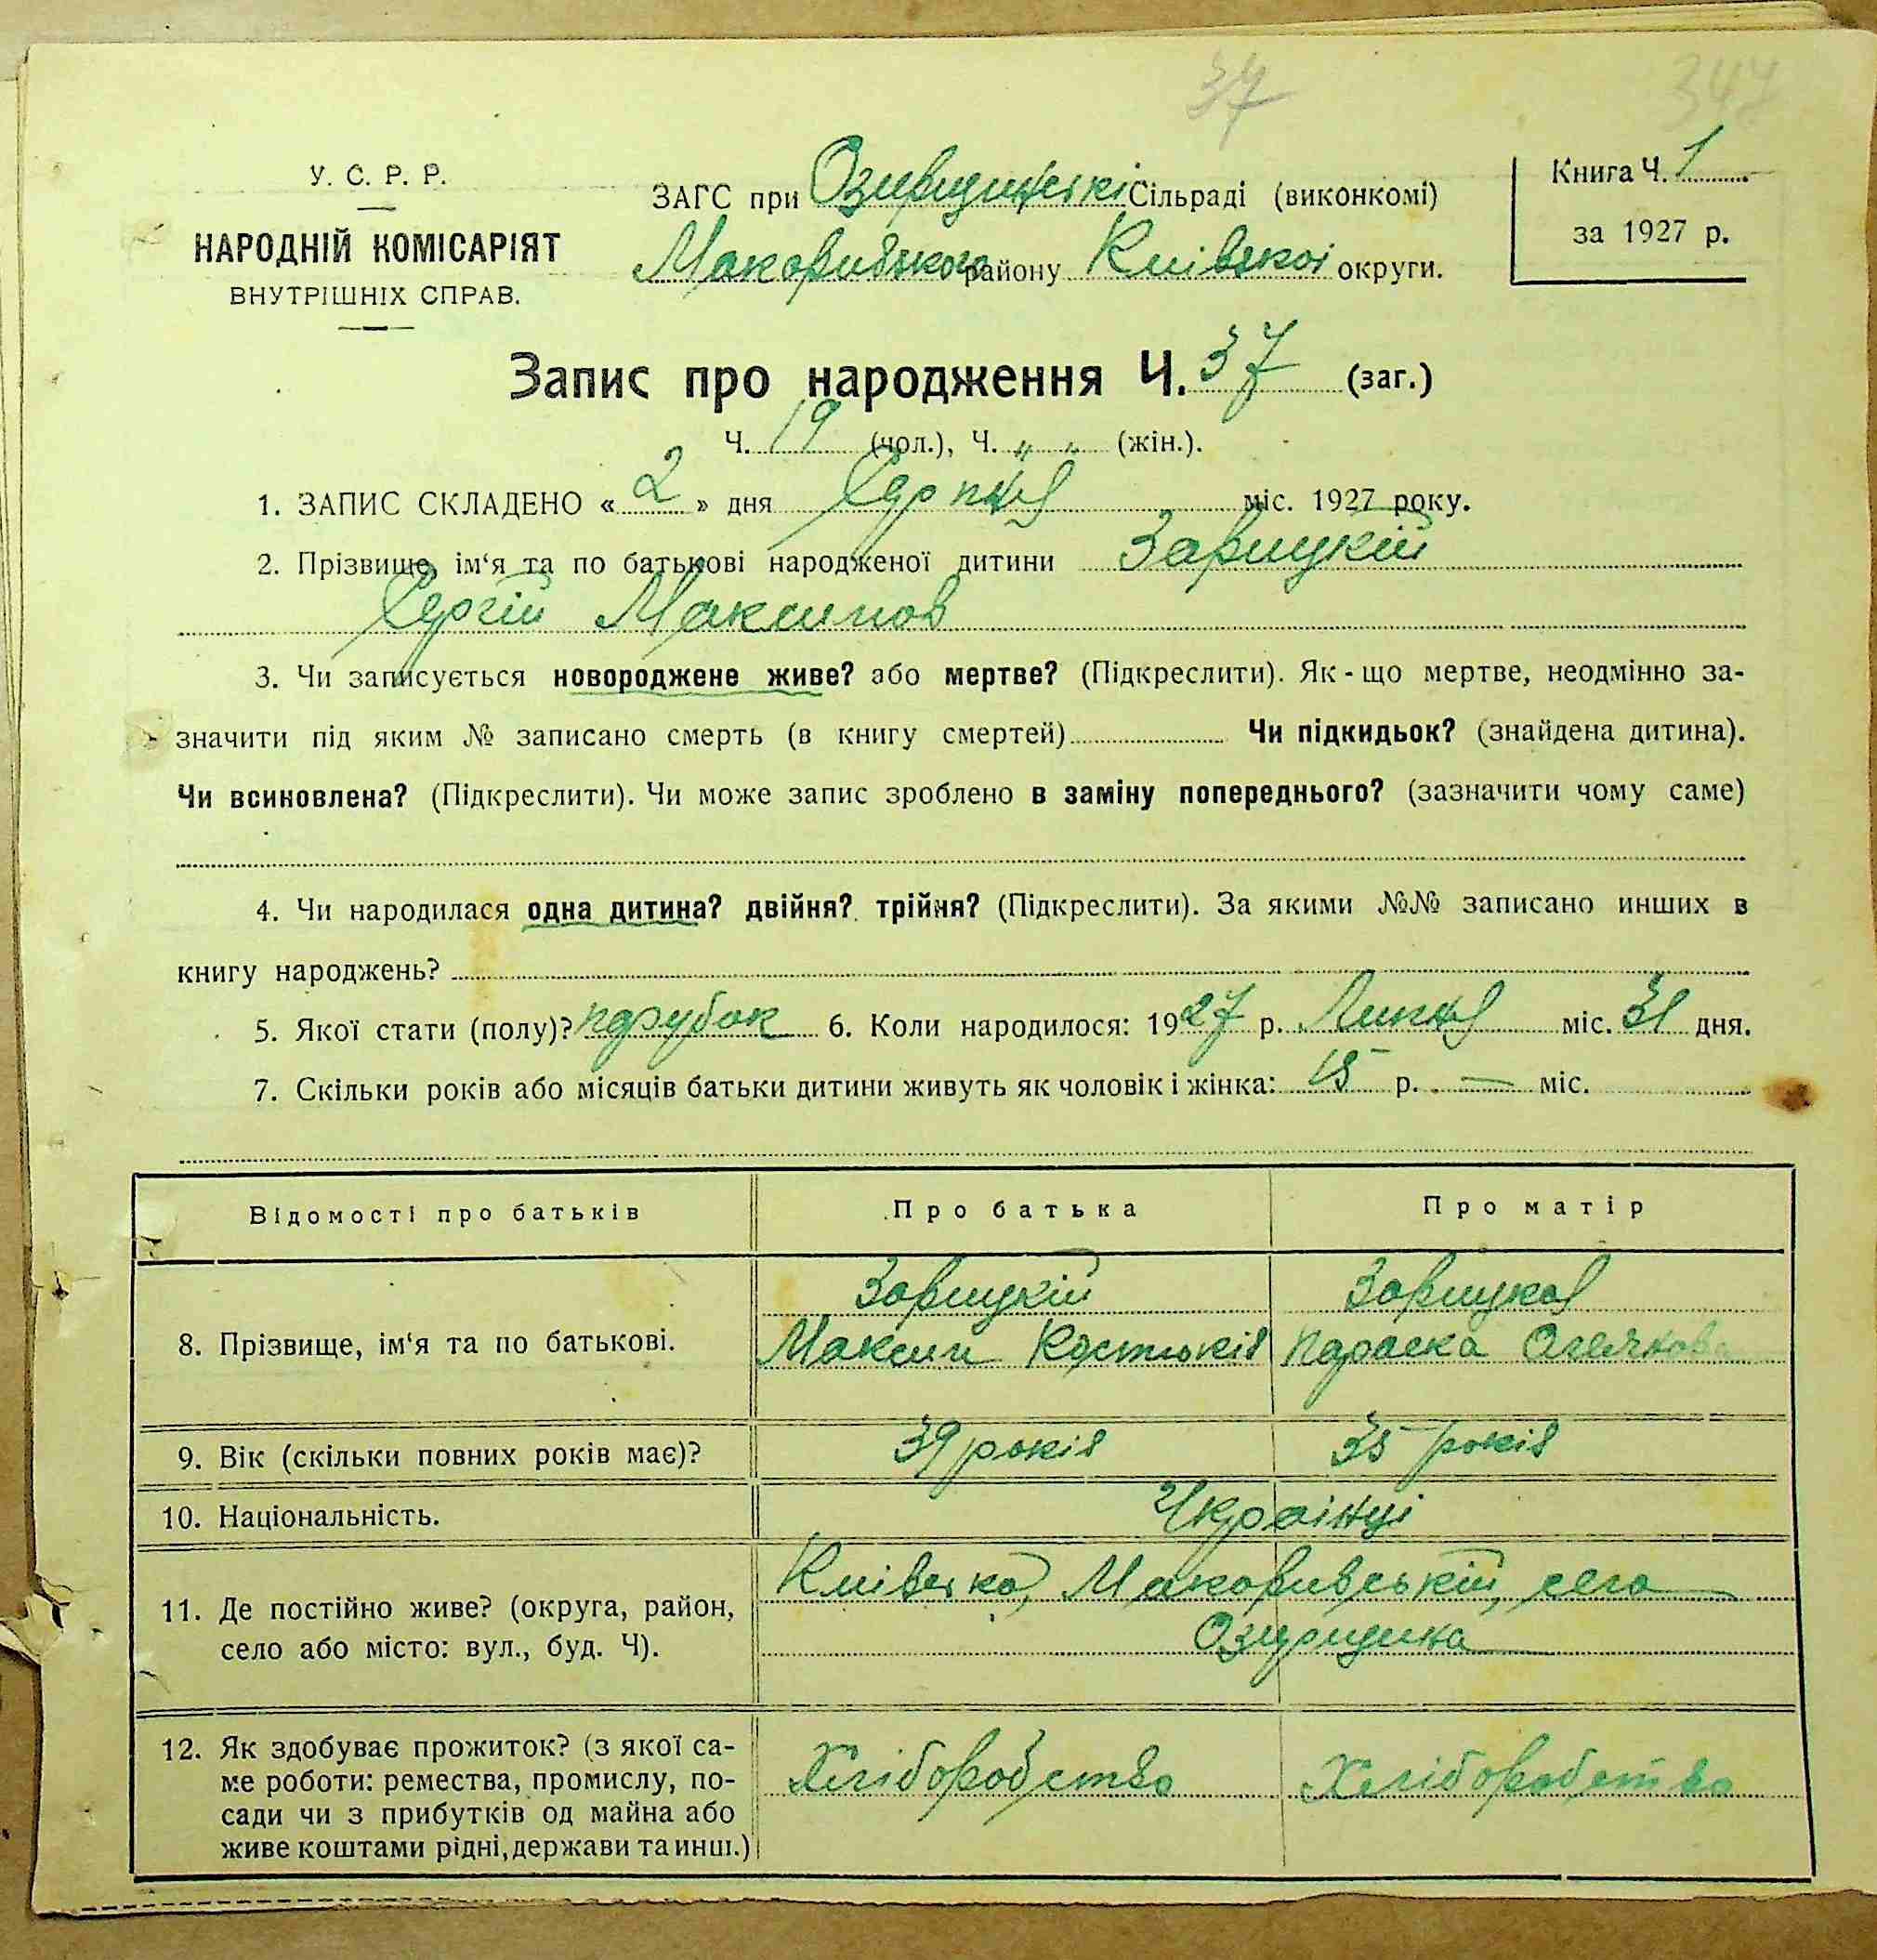 37
347
У. С. Р. Р.
НАРОДНІЙ КОМІСАРІЯТ
ВНУТРІШНІХ СПРАВ.
ЗАГС при Сільраді (виконкомі)
Макарівського району Київської округи.
Книга Ч. 1
за 1927 р.
Запис про народження Ч. 37 (заг.)
Ч. 19 (чол.), Ч. „ „ (жін.).
1. ЗАПИС СКЛАДЕНО « 2 » дня Серпня міс. 1927 року.
2. Прізвище, ім‘я та по батькові народженої дитини Зарицкій
Сергій Максимов
3. Чи записується новороджене живе? або мертве? (Підкреслити). Як - що мертве, неодмінно за-
значити під яким № записано смерть (в книгу смертей) Чи підкидьок? (знайдена дитина).
Чи всиновлена? (Підкреслити). Чи може запис зроблено в заміну попереднього? (зазначити чому саме)
4. Чи народилася одна дитина? двійня? трійня? (Підкреслити). За якими №№ записано инших в
книгу народжень?
5. Якої стати (полу)? парубок 6. Коли народилося: 1927 р. Липня міс. 31 дня.
7. Скільки років або місяців батьки дитини живуть як чоловік і жінка: 15 р. — міс.
Відомості про батьків Про батька Про матір
8. Прізвище, ім‘я та по батькові. Зарицкій Зарицкая
Максим Параска
9. Вік (скільки повних років має)? 39 років 35 років
10. Національність. Українці
11. Де постійно живе? (округа, район, село або місто: вул., буд. Ч). Київська, Макарівський, село
Озирщина
12. Як здобуває прожиток? (з якої са-
ме роботи: ремества, промислу, по-
сади чи з прибутків од майна або
живе коштами рідні, держави та инш.)
Хліборобство Хліборобство